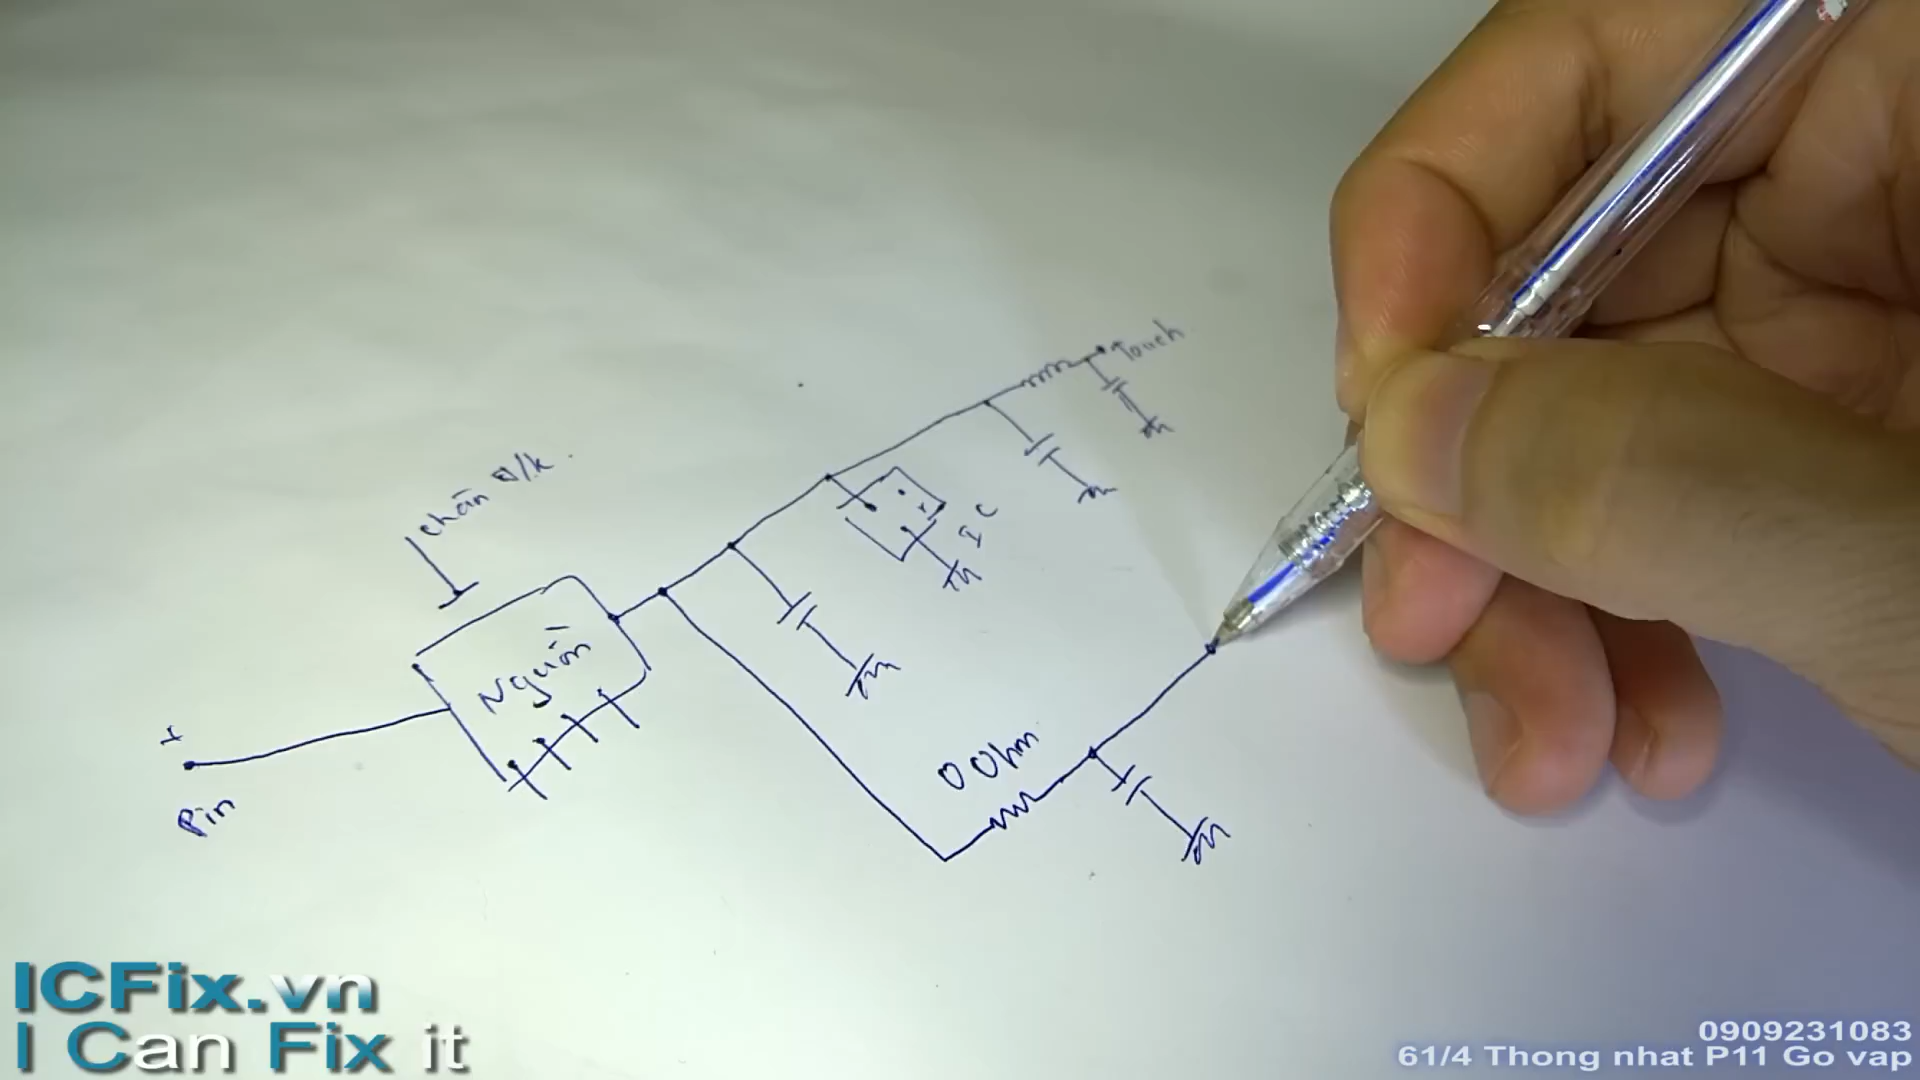 Touch
chân đ/k
IC
Nguồn
+
0 Ohm
Pin
ICFix.vn
I Can Fix it
0909231083
61/4 Thong nhat P11 Go vap